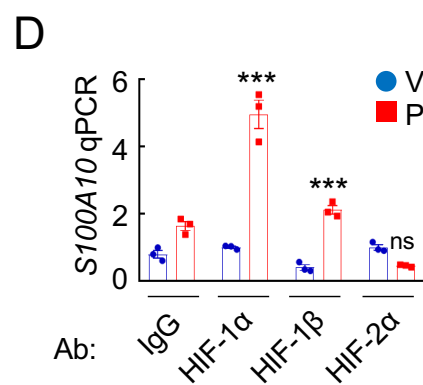 D
S100A10 qPCR
6
4
2
0
***
***
ns
V
P
Ab:
IgG
HIF-1α
HIF-1β
HIF-2α